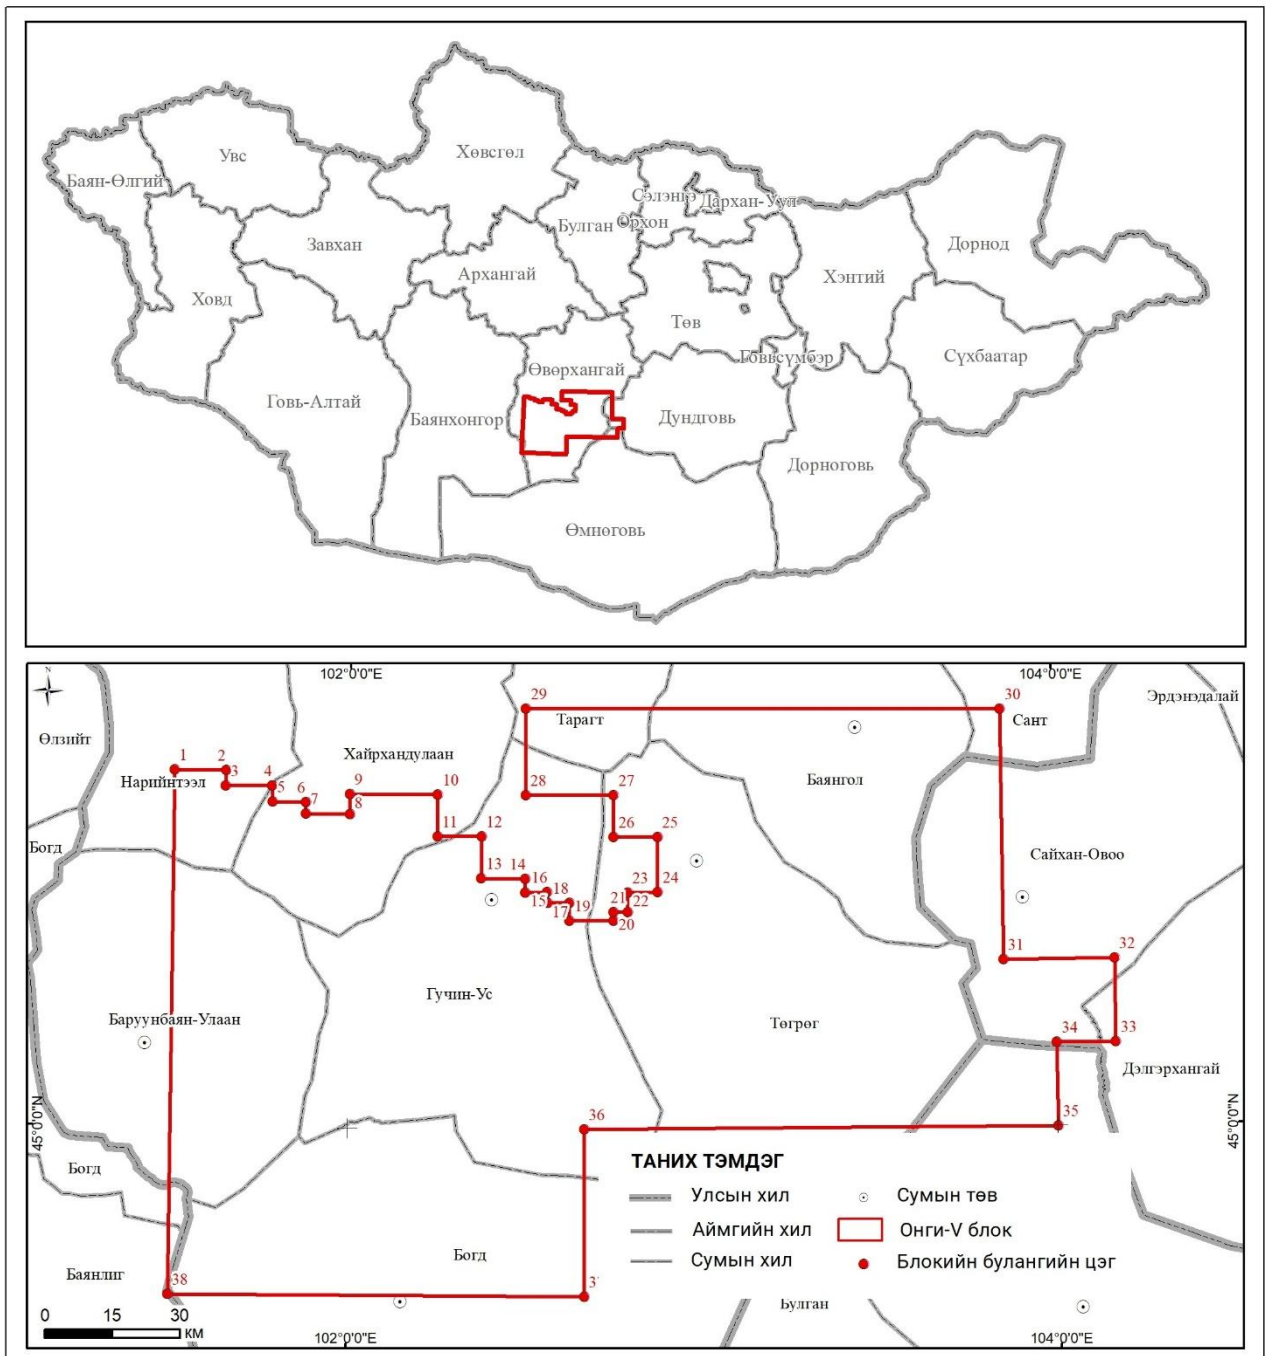 Увс
Хөвсгөл
Баян-Өлгий
Сэлэнгэ
Дархан-Уул
Завхан
Булган
Орхон
Дорнод
Архангай
Хэнтий
Ховд
Төв
Говьсүмбэр
Сүхбаатар
Өвөрхангай
Говь-Алтай
Баянхонгор
Дундговь
Дорноговь
Өмнөговь
102°0'0"E
104°0'0"E
N
Эрдэнэдалай
29
30
Тарагт
Сант
Өлзийт
Хайрхандулаан
1
2
3
4
Нарийнтээл
Баянгол
5
6
7
8
9
10
28
27
11
12
26
25
Богд
Сайхан-Овоо
13
14
16
15
18
17
19
21
20
22
23
24
31
32
Гучин-Ус
Баруунбаян-Улаан
Төгрөг
34
33
Дэлгэрхангай
45°0'0"N
36
35
45°0'0"N
ТАНИХ ТЭМДЭГ
Улсын хил
Сумын төв
Аймгийн хил
Онги-V блок
Сумын хил
Блокийн булангийн цэг
Богд
Богд
Баянлиг
38
3
Булган
0
15
30
км
102°0'0"E
104°0'0"E